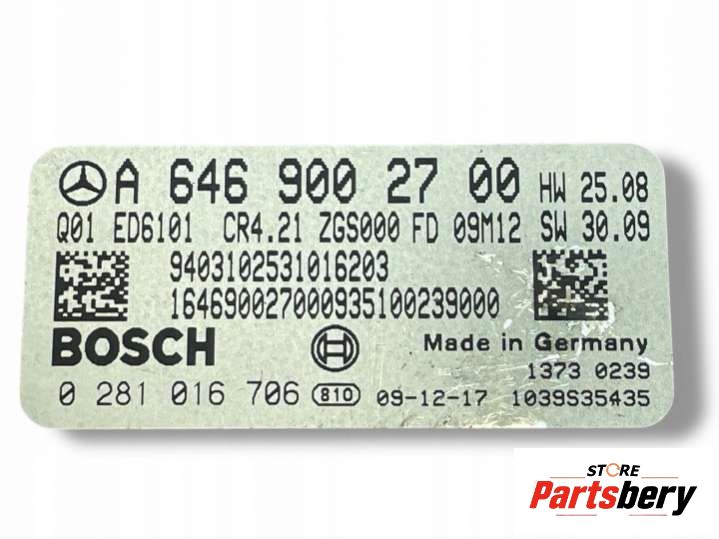 A 646 900 27 00 HW 25.08
Q01 ED6101 CR4.21 ZGS000 FD 09M12 SW 30.09
9403102531016203
164690027000935100239000
BOSCH
Made in Germany
1373 0239
0 281 016 706 810 09-12-17 1039S35435
STORE
Partsbery